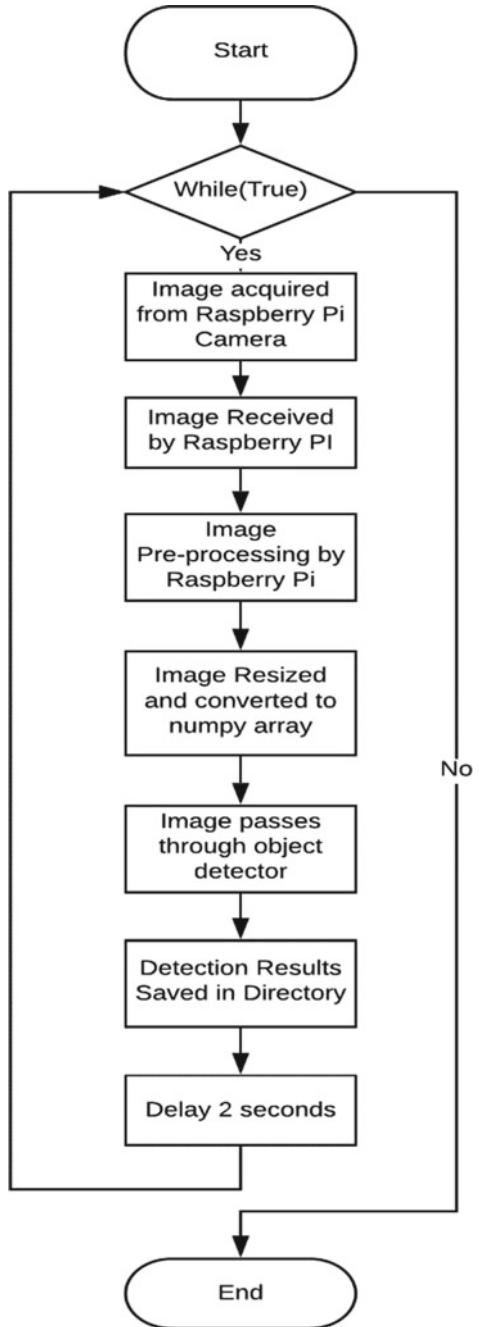 Start
While(True)
Yes
Image acquired
from Raspberry Pi
Camera
Image Received
by Raspberry PI
Image
Pre-processing by
Raspberry Pi
Image Resized
and converted to
numpy array
No
Image passes
through object
detector
Detection Results
Saved in Directory
Delay 2 seconds
End